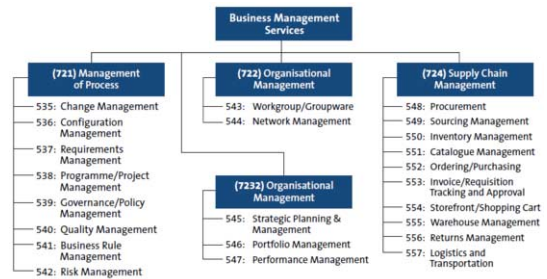 Business Management
Services
(721) Management
of Process
535: Change Management
536: Configuration
Management
537: Requirements
Management
538: Programme/Project
Management
539: Governance/Policy
Management
540: Quality Management
541: Business Rule
Management
542: Risk Management
(722) Organisational
Management
543: Workgroup/Groupware
544: Network Management
(7232) Organisational
Management
545: Strategic Planning &
Management
546: Portfolio Management
547: Performance Management
(724) Supply Chain
Management
548: Procurement
549: Sourcing Management
550: Inventory Management
551: Catalogue Management
552: Ordering/Purchasing
553: Invoice/Requisition
Tracking and Approval
554: Storefront/Shopping Cart
555: Warehouse Management
556: Returns Management
557: Logistics and
Transportation